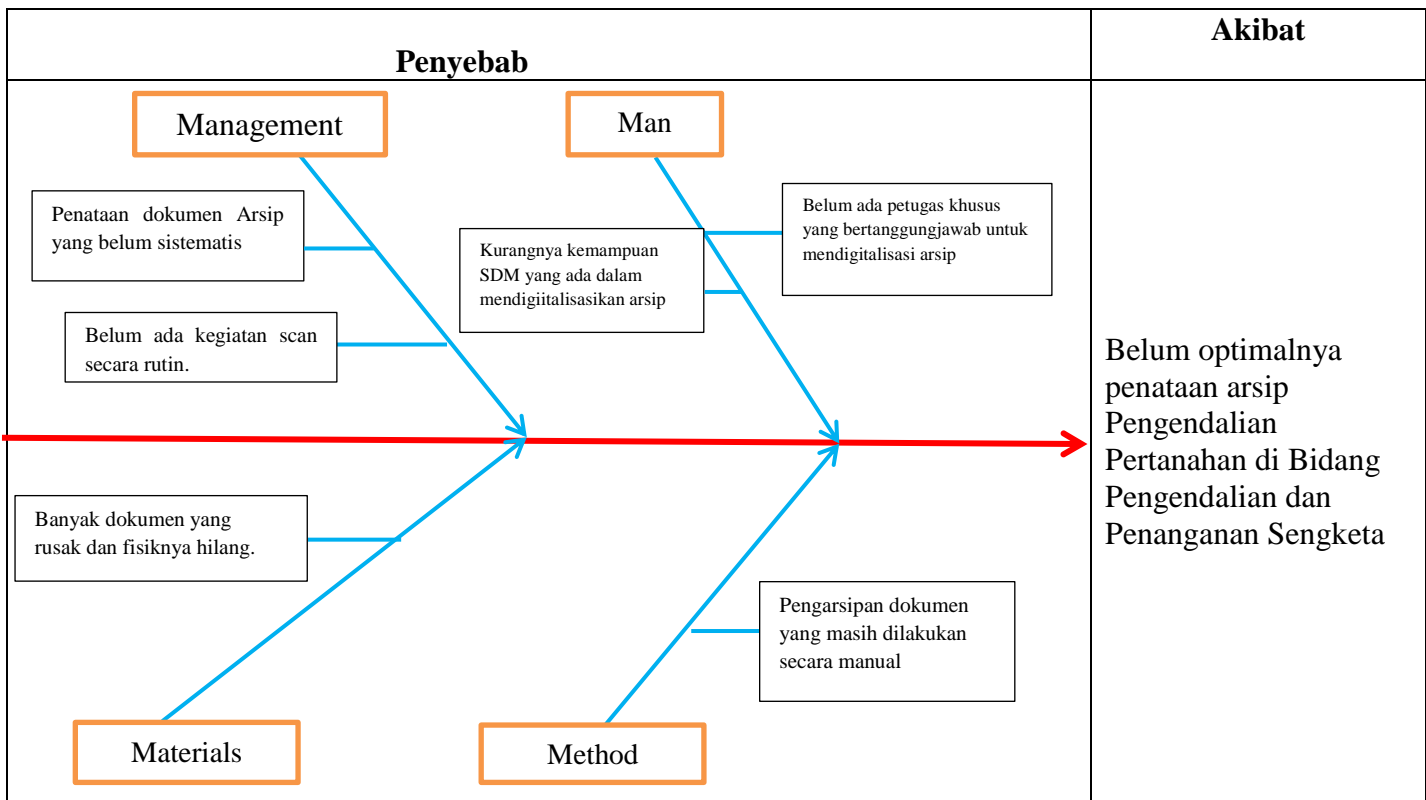 Penyebab
Akibat
Management
Man
Penataan dokumen Arsip
yang belum sistematis
Belum ada kegiatan scan
secara rutin.
Kurangnya kemampuan
SDM yang ada dalam
mendigiitalisasikan arsip
Belum ada petugas khusus
yang bertanggungjawab untuk
mendigitalisasi arsip
Belum optimalnya
penataan arsip
Pengendalian
Pertanahan di Bidang
Pengendalian dan
Penanganan Sengketa
Banyak dokumen yang
rusak dan fisiknya hilang.
Pengarsipan dokumen
yang masih dilakukan
secara manual
Materials
Method